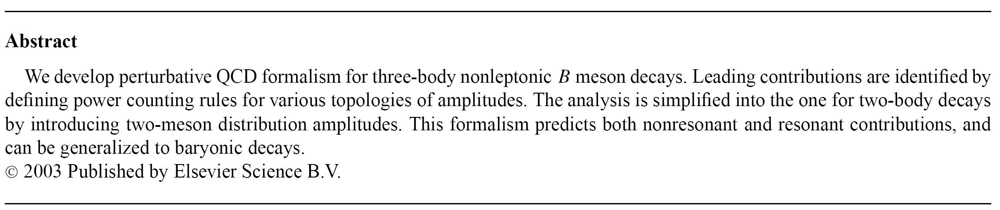 Abstract
We develop perturbative QCD formalism for three-body nonleptonic B meson decays. Leading contributions are identified by
defining power counting rules for various topologies of amplitudes. The analysis is simplified into the one for two-body decays
by introducing two-meson distribution amplitudes. This formalism predicts both nonresonant and resonant contributions, and
can be generalized to baryonic decays.
© 2003 Published by Elsevier Science B.V.